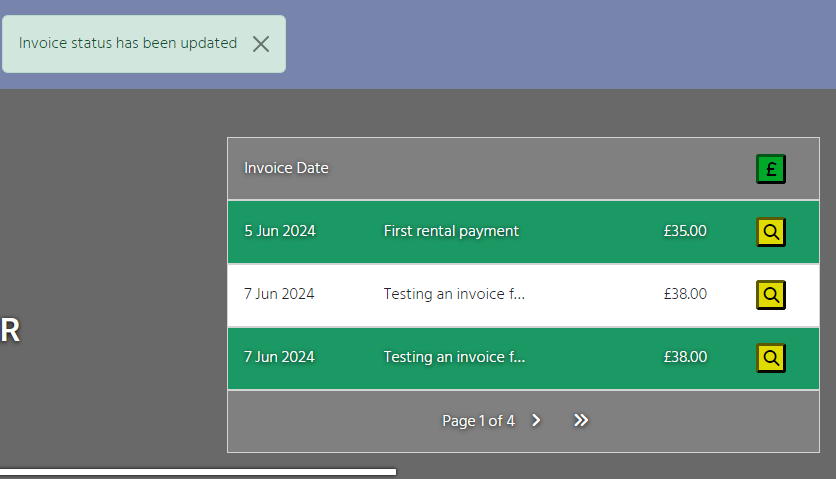 Invoice status has been updated
Invoice Date £
5 Jun 2024 First rental payment £35.00
7 Jun 2024 Testing an invoice f... £38.00
R
7 Jun 2024 Testing an invoice f... £38.00
Page 1 of 4